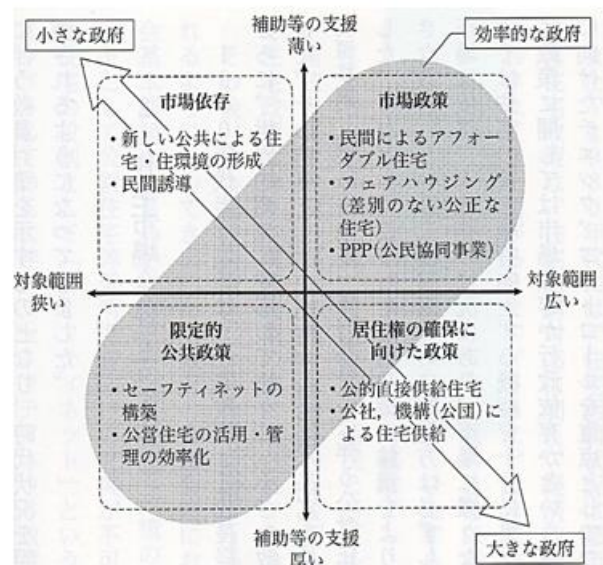 小さな政府
補助等の支援
薄い
効率的な政府
市場依存
・新しい公共による住
宅・住環境の形成
・民間誘導
市場政策
・民間によるアフォー
ダブル住宅
・フェアハウジング
(差別のない公正な
住宅)
・PPP(公民協同事業)
対象範囲
狭い
対象範囲
広い
限定的
公共政策
・セーフティネットの
構築
・公営住宅の活用・管
理の効率化
居住権の確保に
向けた政策
・公的直接供給住宅
・公社，機構(公団)に
よる住宅供給
補助等の支援
厚い
大きな政府